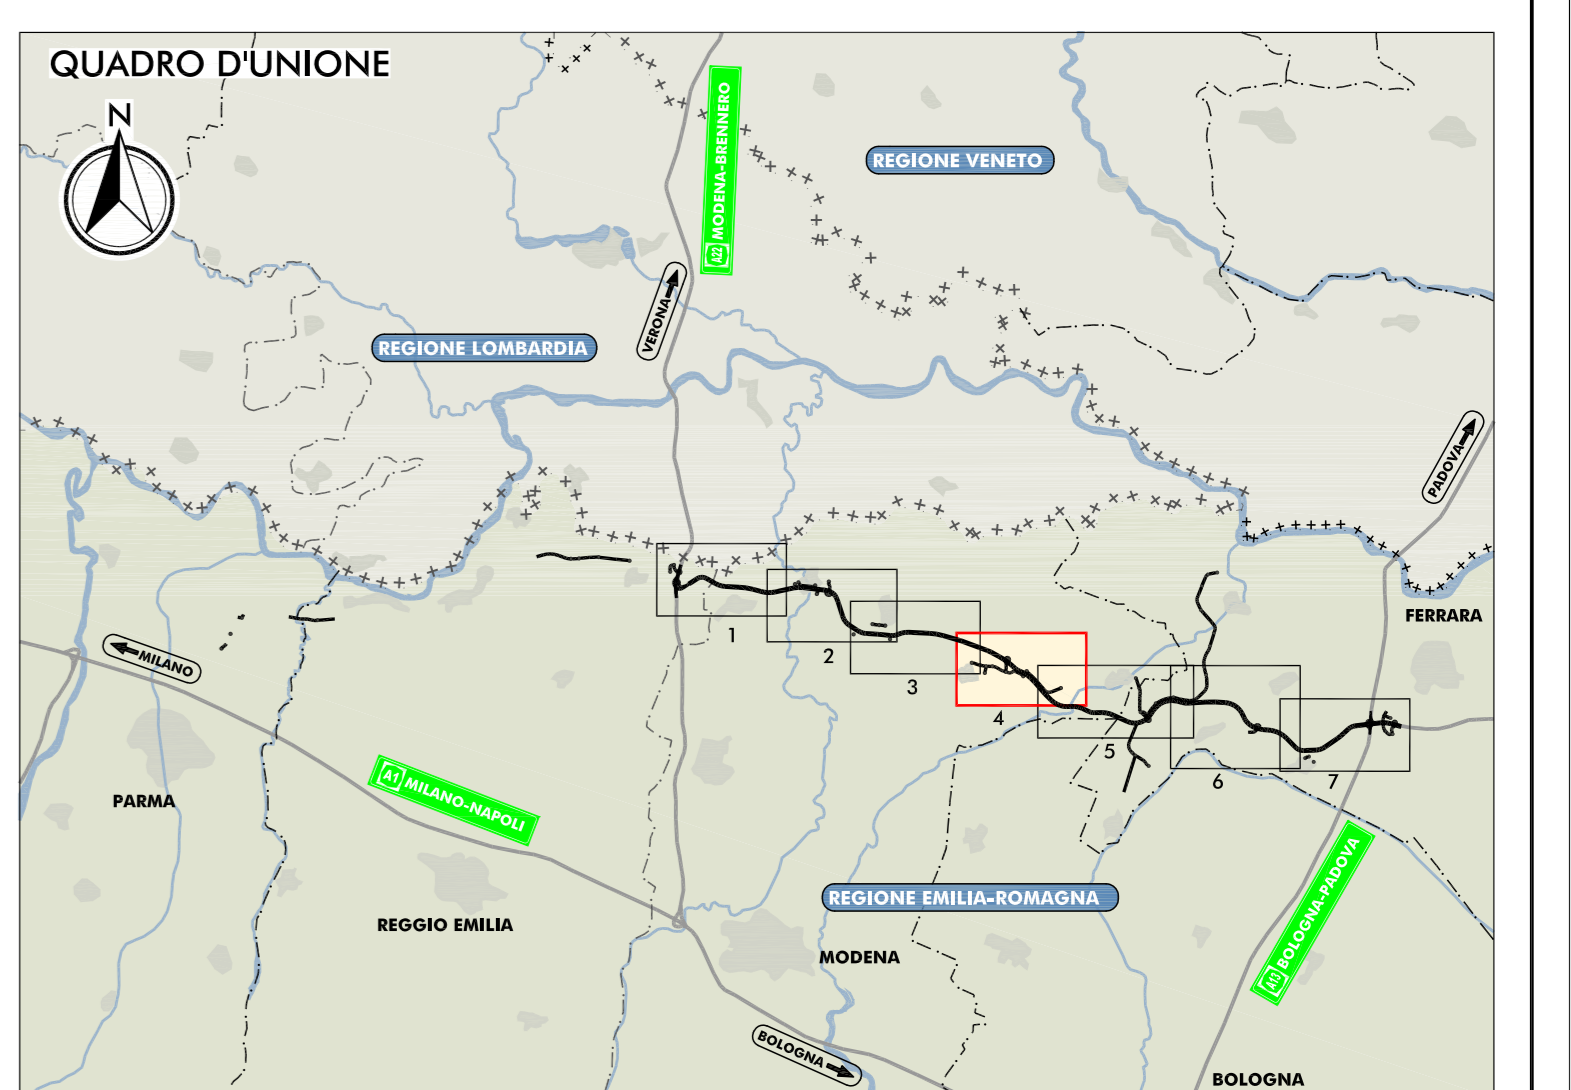 QUADRO D'UNIONE
N
A22 MODENA-BRENNERO
REGIONE VENETO
VERONA
REGIONE LOMBARDIA
PADOVA
FERRARA
MILANO
1
2
3
4
5
6
7
A1 MILANO-NAPOLI
PARMA
REGIONE EMILIA-ROMAGNA
A13 BOLOGNA-PADOVA
REGGIO EMILIA
MODENA
BOLOGNA
BOLOGNA